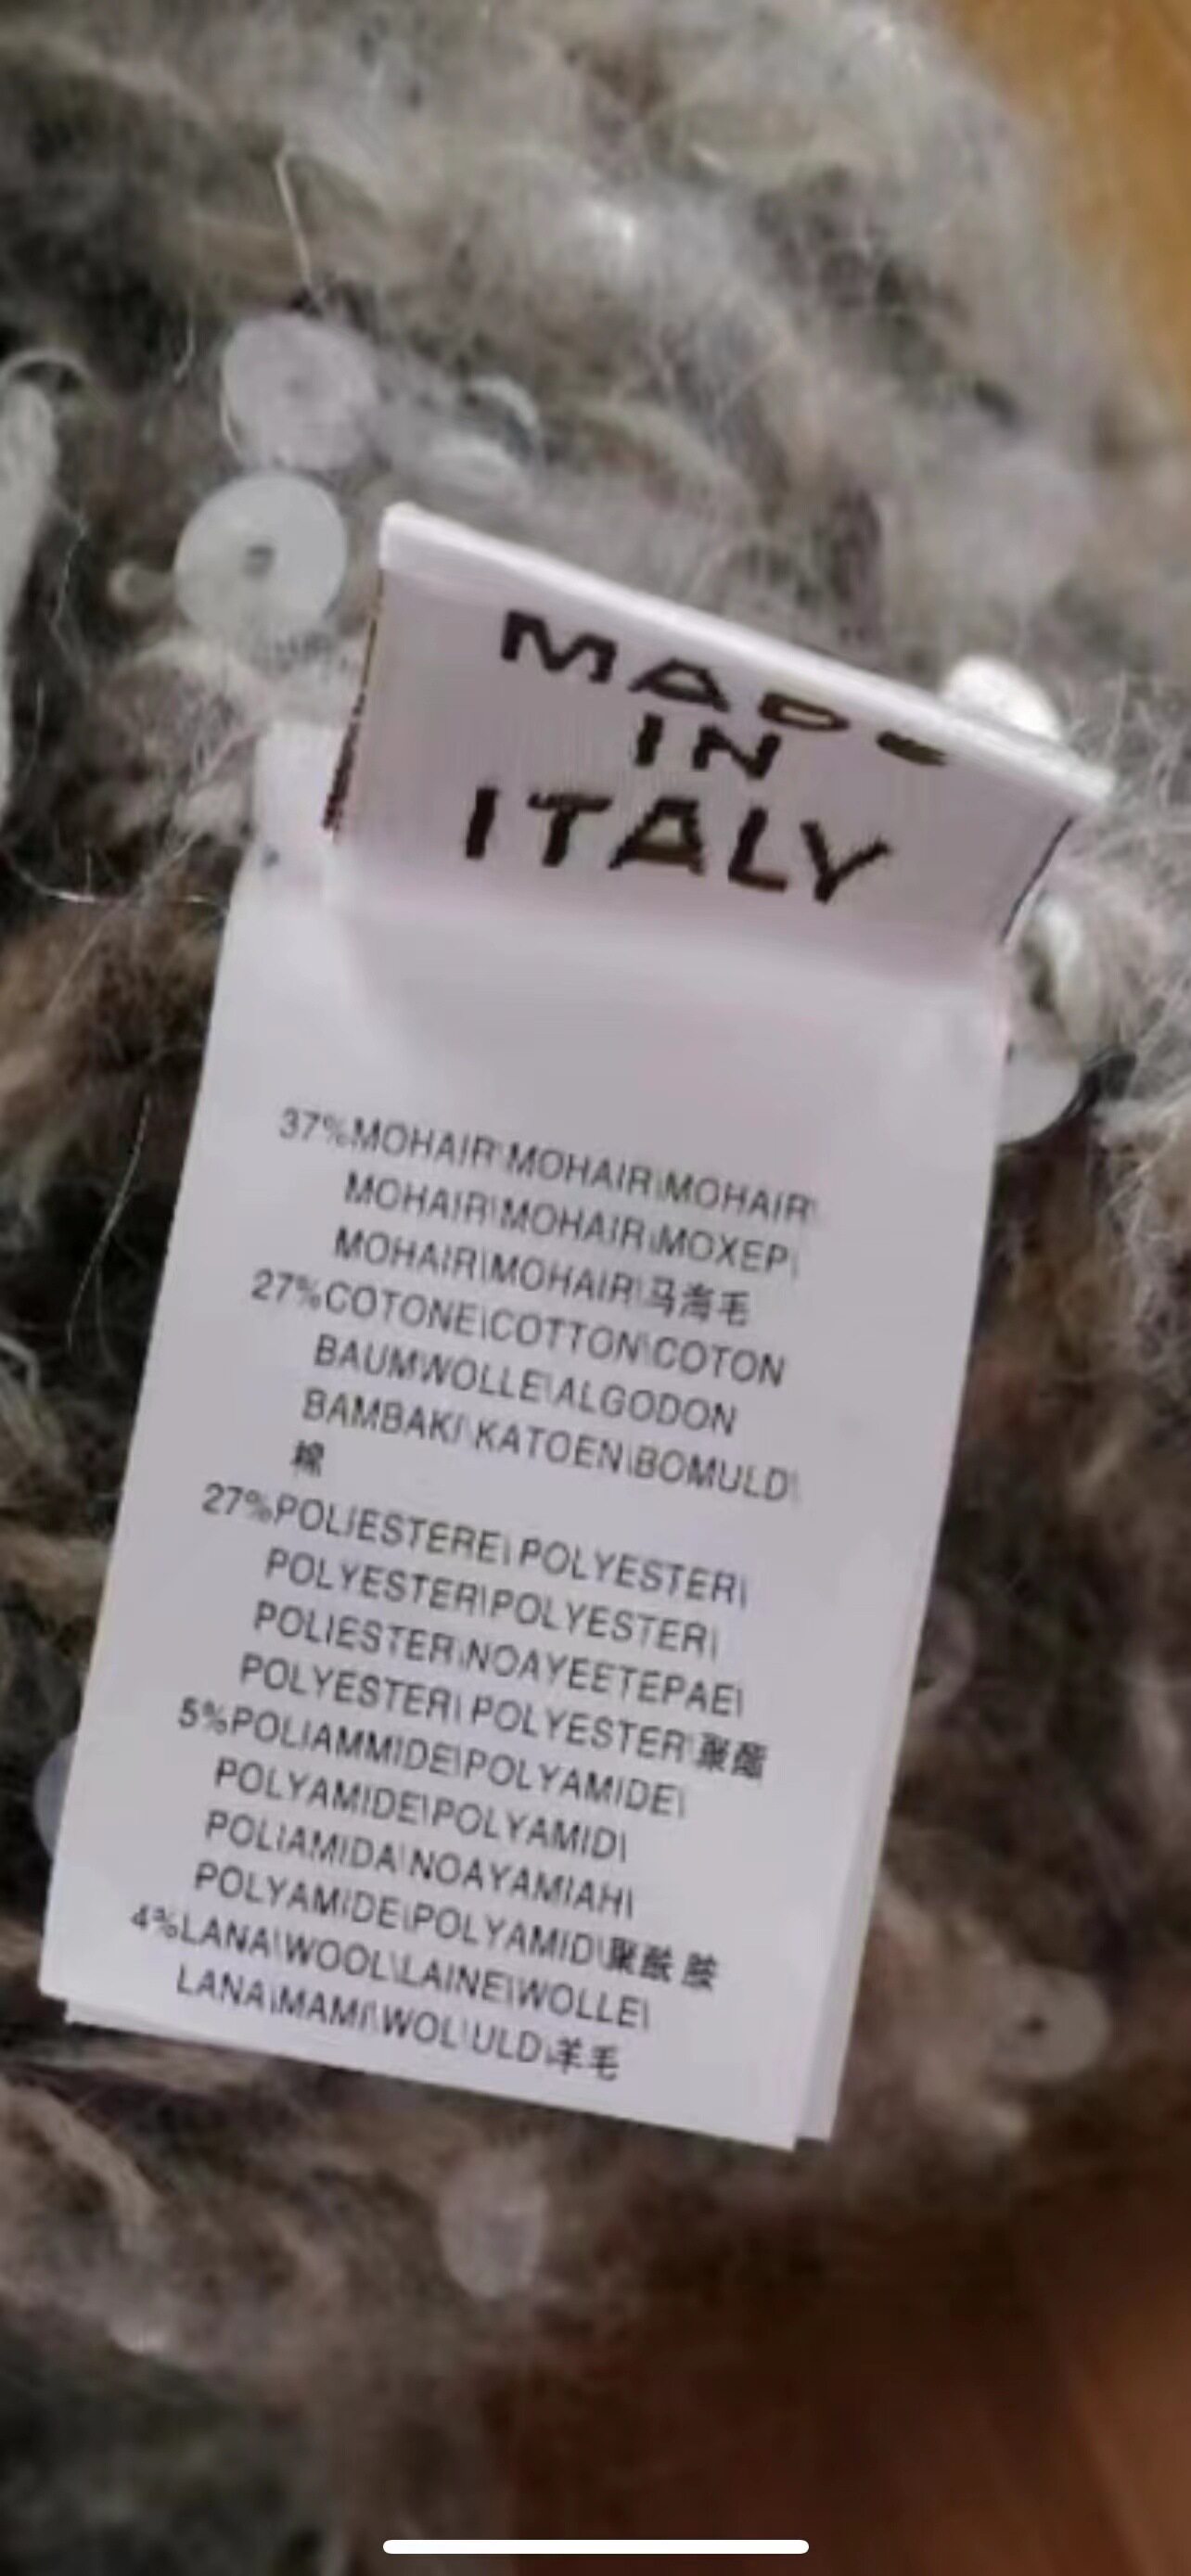 MADE
IN
ITALY
37%MOHAIR\MOHAIR\MOHAIR\
MOHAIR\MOHAIR\MOXEP\
MOHAIR\MOHAIR\马海毛
27%COTONE\COTTON\COTON
BAUMWOLLE\ALGODON
BAMBAKI\KATOEN\BOMULD\
棉
27%POLIESTERE\POLYESTER\
POLYESTER\POLYESTER\
POLIESTER\NOAYEETEPAE\
POLYESTER\POLYESTER\聚酯
5%POLIAMMIDE\POLYAMIDE\
POLYAMIDE\POLYAMID\
POLIAMIDA\NOAYAMIAH\
POLYAMIDE\POLYAMID\聚酰胺
4%LANA\WOOL\LAINE\WOLLE\
LANA\MAMI\WOL\ULD\羊毛